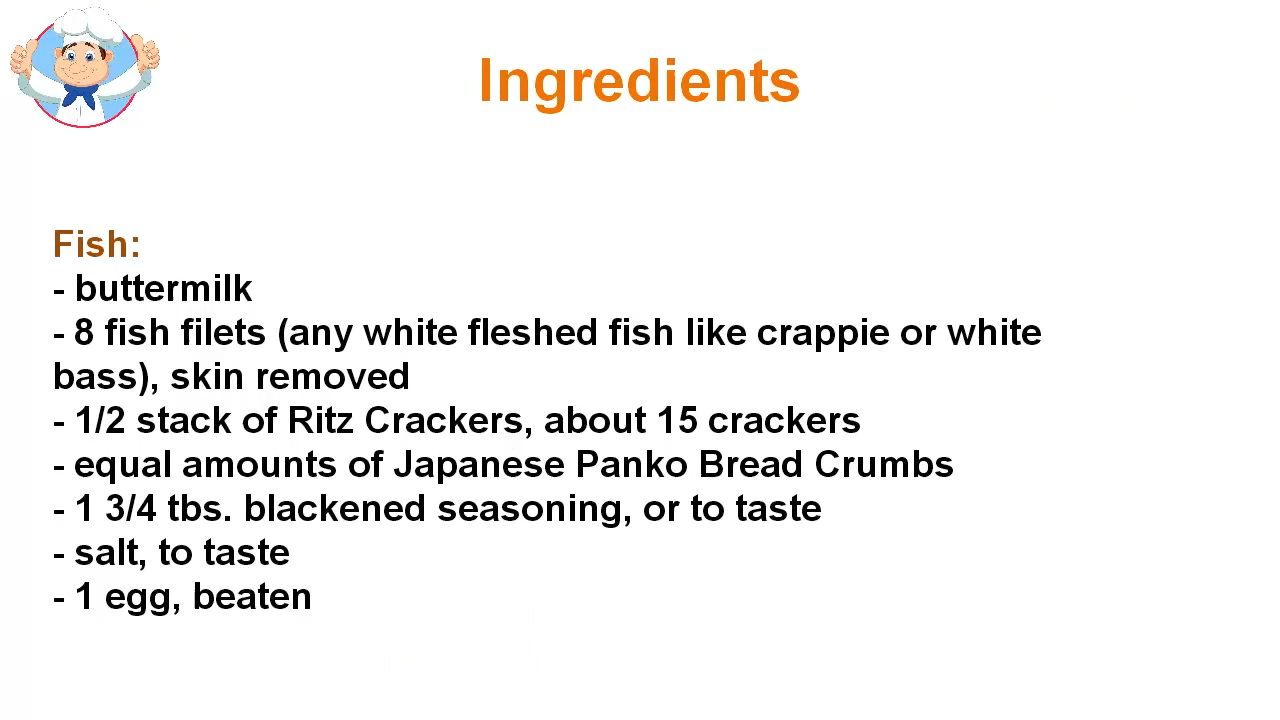 Ingredients
Fish:
- buttermilk
- 8 fish filets (any white fleshed fish like crappie or white
bass), skin removed
- 1/2 stack of Ritz Crackers, about 15 crackers
- equal amounts of Japanese Panko Bread Crumbs
- 1 3/4 tbs. blackened seasoning, or to taste
- salt, to taste
- 1 egg, beaten